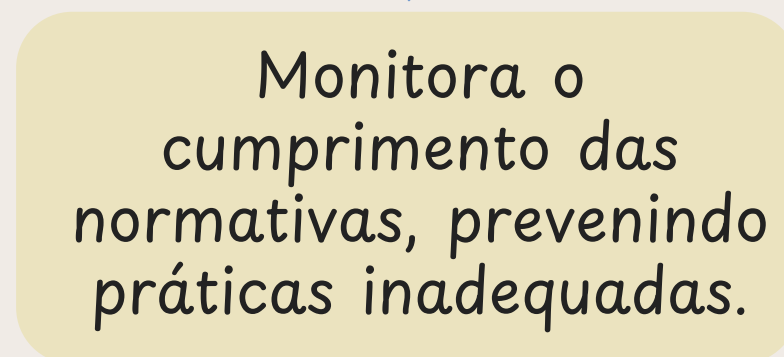 Monitora o
cumprimento das
normativas, prevenindo
práticas inadequadas.